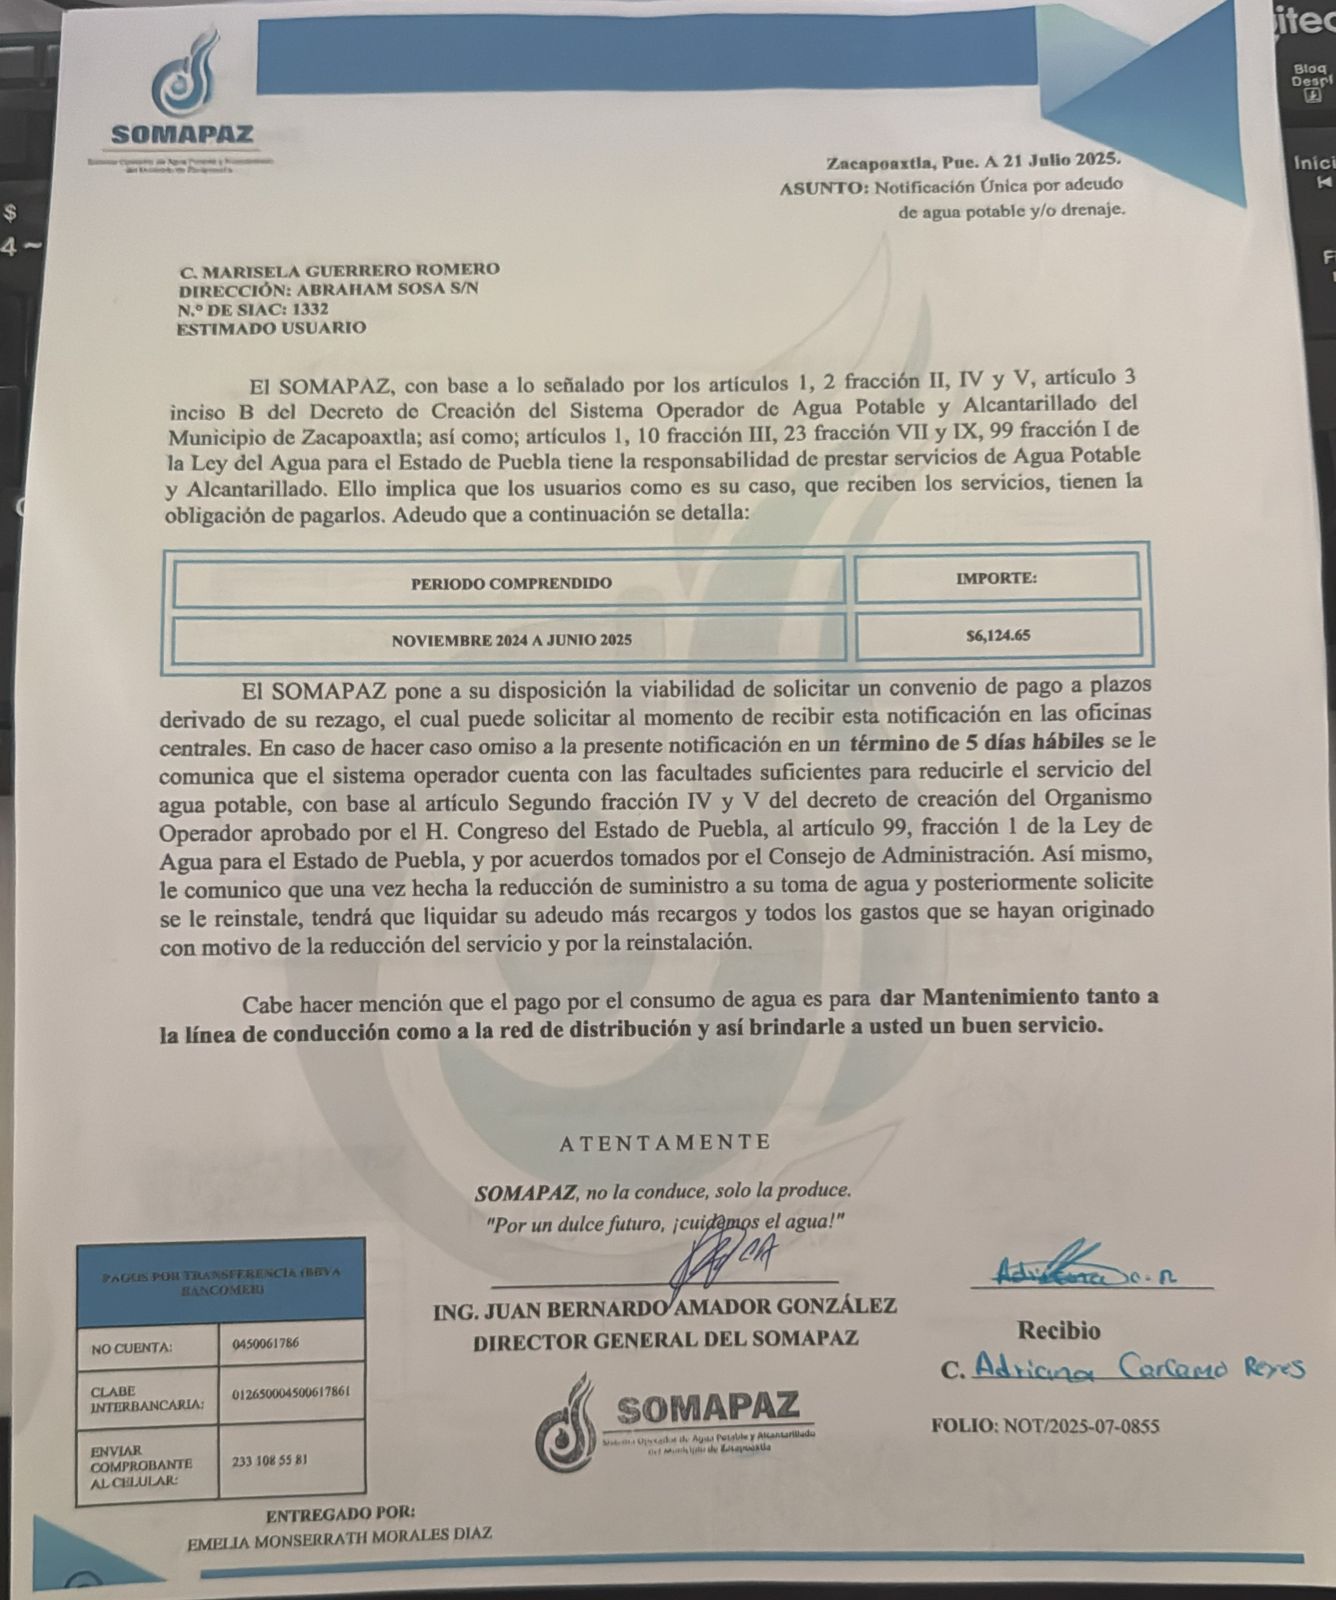 SOMAPAZ
Zacapoaxtla, Pue. A 21 Julio 2025.
ASUNTO: Notificación Única por adeudo
de agua potable y/o drenaje.
C. MARISELA GUERRERO ROMERO
DIRECCIÓN: ABRAHAM SOSA S/N
N.º DE SIAC: 1332
ESTIMADO USUARIO
El SOMAPAZ, con base a lo señalado por los artículos 1, 2 fracción II, IV y V, artículo 3
inciso B del Decreto de Creación del Sistema Operador de Agua Potable y Alcantarillado del
Municipio de Zacapoaxtla; así como; artículos 1, 10 fracción III, 23 fracción VII y IX, 99 fracción I de
la Ley del Agua para el Estado de Puebla tiene la responsabilidad de prestar servicios de Agua Potable
y Alcantarillado. Ello implica que los usuarios como es su caso, que reciben los servicios, tienen la
obligación de pagarlos. Adeudo que a continuación se detalla:
PERIODO COMPRENDIDO IMPORTE:
NOVIEMBRE 2024 A JUNIO 2025 $6,124.65
El SOMAPAZ pone a su disposición la viabilidad de solicitar un convenio de pago a plazos
derivado de su rezago, el cual puede solicitar al momento de recibir esta notificación en las oficinas
centrales. En caso de hacer caso omiso a la presente notificación en un término de 5 días hábiles se le
comunica que el sistema operador cuenta con las facultades suficientes para reducirle el servicio del
agua potable, con base al artículo Segundo fracción IV y V del decreto de creación del Organismo
Operador aprobado por el H. Congreso del Estado de Puebla, al artículo 99, fracción 1 de la Ley de
Agua para el Estado de Puebla, y por acuerdos tomados por el Consejo de Administración. Así mismo,
le comunico que una vez hecha la reducción de suministro a su toma de agua y posteriormente solicite
se le reinstale, tendrá que liquidar su adeudo más recargos y todos los gastos que se hayan originado
con motivo de la reducción del servicio y por la reinstalación.
Cabe hacer mención que el pago por el consumo de agua es para dar Mantenimiento tanto a
la línea de conducción como a la red de distribución y así brindarle a usted un buen servicio.
ATENTAMENTE
SOMAPAZ, no la conduce, solo la produce.
"Por un dulce futuro, ¡cuidemos el agua!"
ING. JUAN BERNARDO AMADOR GONZÁLEZ
DIRECTOR GENERAL DEL SOMAPAZ
SOMAPAZ
Sistema Operador de Agua Potable y Alcantarillado
del Municipio de Zacapoaxtla
Recibio
C. Adriana Carcamo Reyes
FOLIO: NOT/2025-07-0855
PAGOS POR TRANSFERENCIA (BBVA
BANCOMER)
NO CUENTA: 0450061786
CLABE
INTERBANCARIA: 012650004500617861
ENVIAR
COMPROBANTE
AL CELULAR: 233 108 55 81
ENTREGADO POR:
EMELIA MONSERRATH MORALES DIAZ
$
4 ~
Bloq
Despl
Inici